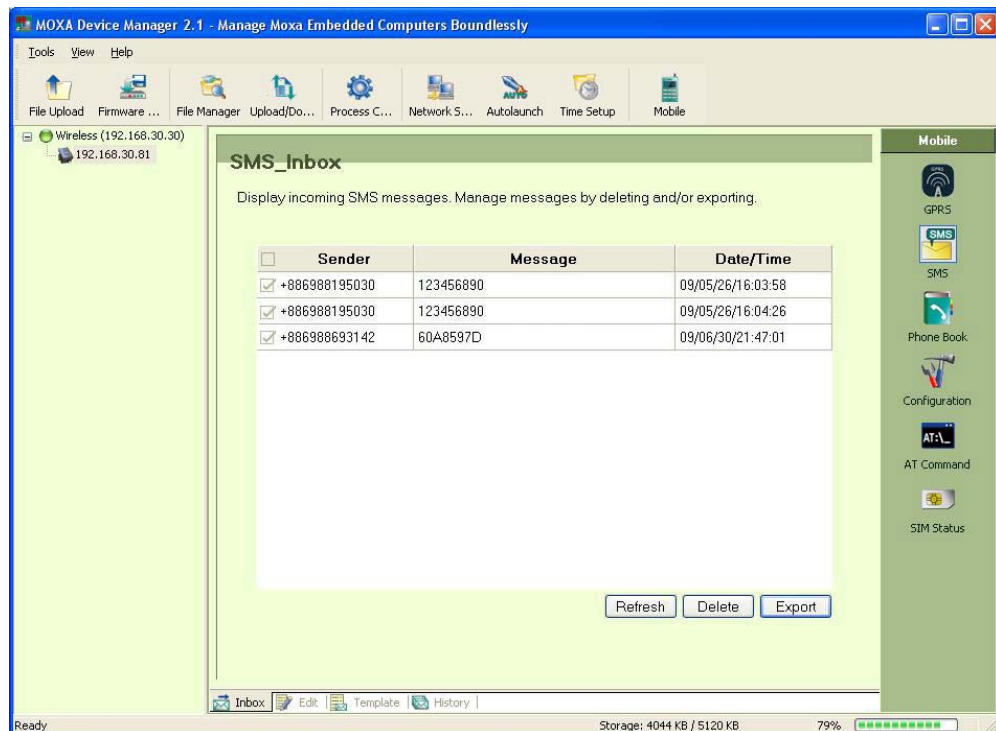 MOXA Device Manager 2.1 - Manage Moxa Embedded Computers Boundlessly
Tools View Help
File Upload Firmware ... File Manager Upload/Do... Process C... Network S... Autolaunch Time Setup Mobile
AUTO
Wireless (192.168.30.30)
192.168.30.81
SMS_Inbox
Display incoming SMS messages. Manage messages by deleting and/or exporting.
Sender Message Date/Time
+886988195030 123456890 09/05/26/16:03:58
+886988195030 123456890 09/05/26/16:04:26
+886988693142 60A8597D 09/06/30/21:47:01
Refresh Delete Export
Mobile
GPRS
GPRS
SMS
SMS
Phone Book
Configuration
AT:\_
AT Command
SIM Status
Inbox Edit Template History
Ready Storage: 4044 KB / 5120 KB 79%